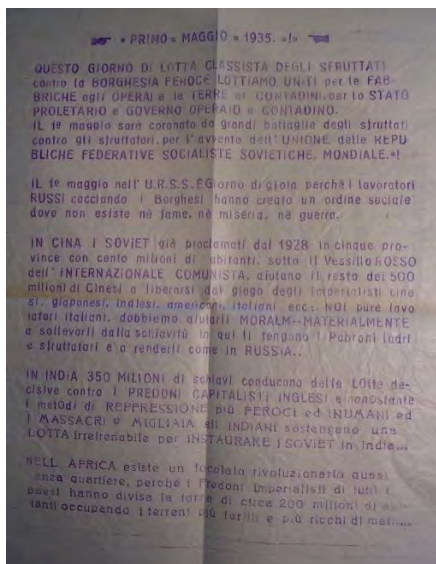 * PRIMO * MAGGIO * 1935. *!*
QUESTO GIORNO DI LOTTA CLASSISTA DEGLI SFRUTTATI
contro la BORGHESIA FEROCE LOTTIAMO UNITI per le FAB-
BRICHE agli OPERAI e le TERRE ai CONTADINI per lo STATO
PROLETARIO e GOVERNO OPERAIO e CONTADINO.
IL 1º maggio sarà coronato da grandi battaglie degli sfruttati
contro gli sfruttatori, per l'avvento dell'UNIONE delle REPU
BLICHE FEDERATIVE SOCIALISTE SOVIETICHE, MONDIALE.*!
IL 1º maggio nell'U.R.S.S. È Giorno di gioia perchè i lavoratori
RUSSI cacciando i Borghesi hanno creato un ordine sociale
dove non esiste nè fame, nè miseria, nè guerra.
IN CINA I SOVIET già proclamati dal 1928 in cinque pro-
vince con cento milioni di abitanti, sotto il Vessillo ROSSO
dell'INTERNAZIONALE COMUNISTA, aiutano il resto dei 500
milioni di Cinesi a liberarsi dal giogo degli Imperialisti cine
si, giaponesi, inglesi, americani, italiani ecc; NOI pure lavo
ratori italiani, dobbiamo aiutarli MORALM--MATERIALMENTE
a sollevarli dalla schiavitù in qui li tengono i Padroni ladri
e sfruttatori e a renderli come in RUSSIA..
IN INDIA 350 MILIONI di schiavi conducano delle LOtte de-
cisive contro i PREDONI CAPITALISTI INGLESI e nonostante
i metodi di REPPRESSIONE più FEROCI ed INUMANI ed
i MASSACRI a MIGLIAIA gli INDIANI sostengono una
LOTTA irrefrenabile per INSTAURARE i SOVIET in India...
NELL AFRICA esiste un focolaio rivoluzionario quasi
senza quartiere, perchè i Predoni Imperialisti di tutti i
paesi hanno divisa la torta di circa 200 milioni di
tanti occupando i terreni più fertili e più ricchi di